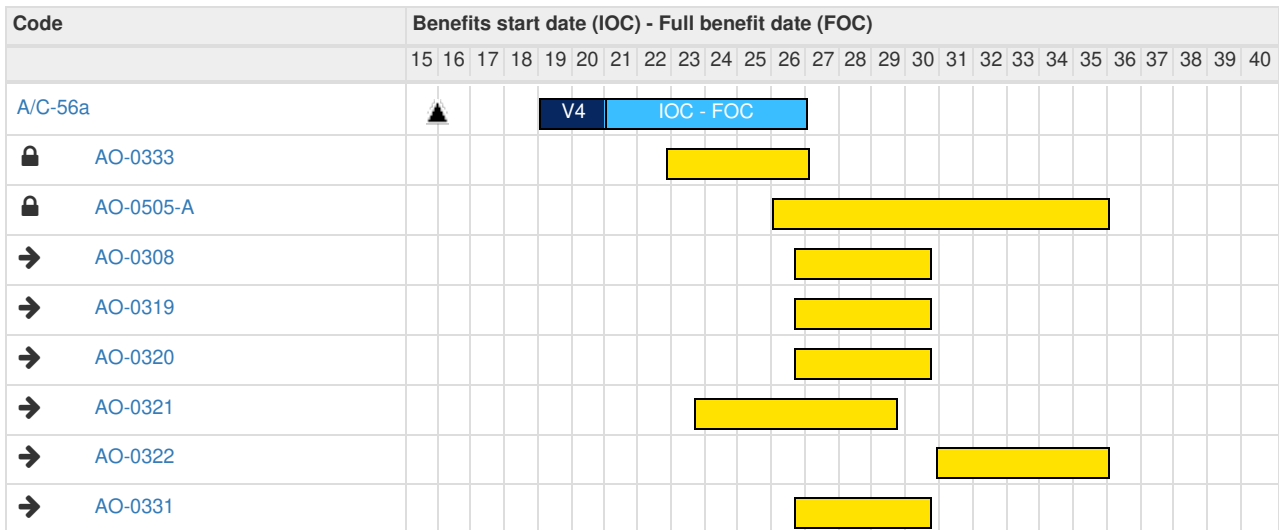 Code Benefits start date (IOC) - Full benefit date (FOC)
15 16 17 18 19 20 21 22 23 24 25 26 27 28 29 30 31 32 33 34 35 36 37 38 39 40
A/C-56a V4 IOC - FOC
AO-0333
AO-0505-A
AO-0308
AO-0319
AO-0320
AO-0321
AO-0322
AO-0331